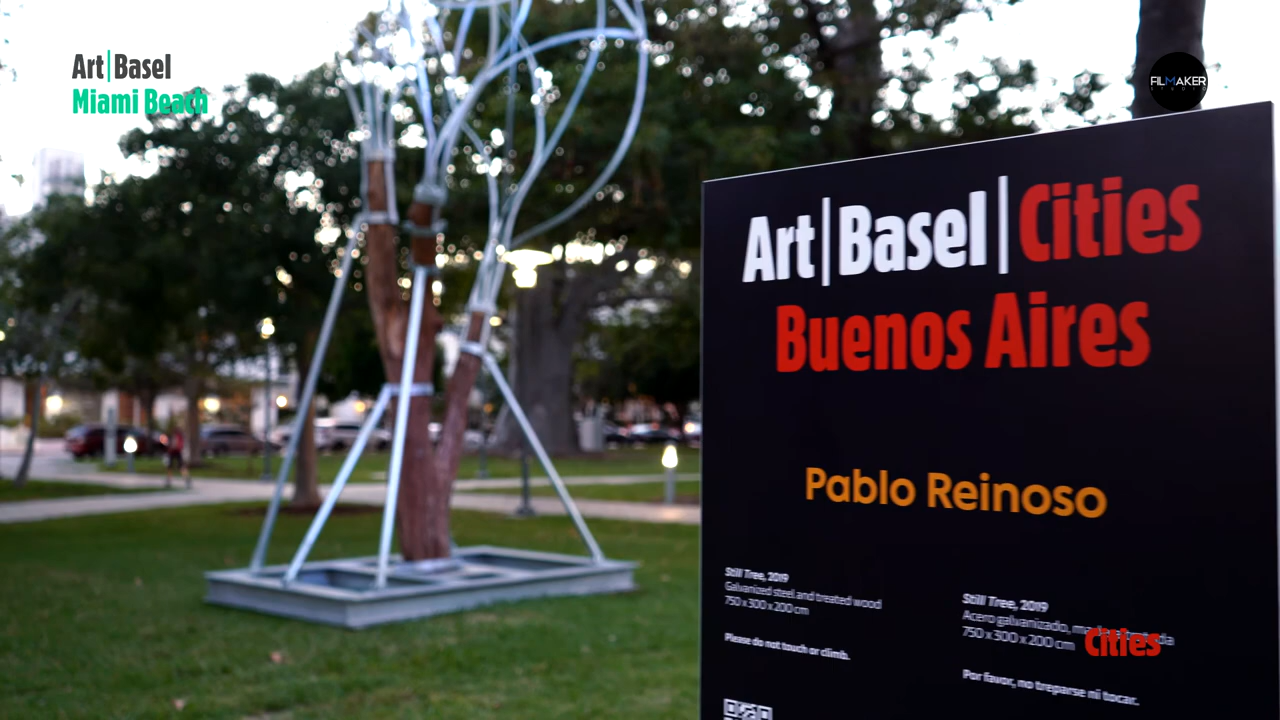 Art|Basel
Miami Beach
FILMAKER
Art|Basel|Cities
Buenos Aires
Pablo Reinoso
Still Tree, 2019
Galvanized steel and treated wood
750 x 300 x 200 cm
Please do not touch or climb.
Still Tree, 2019
Acero galvanizado,
750 x 300 x 200 cm
Cities
Por favor, no treparse ni tocar.